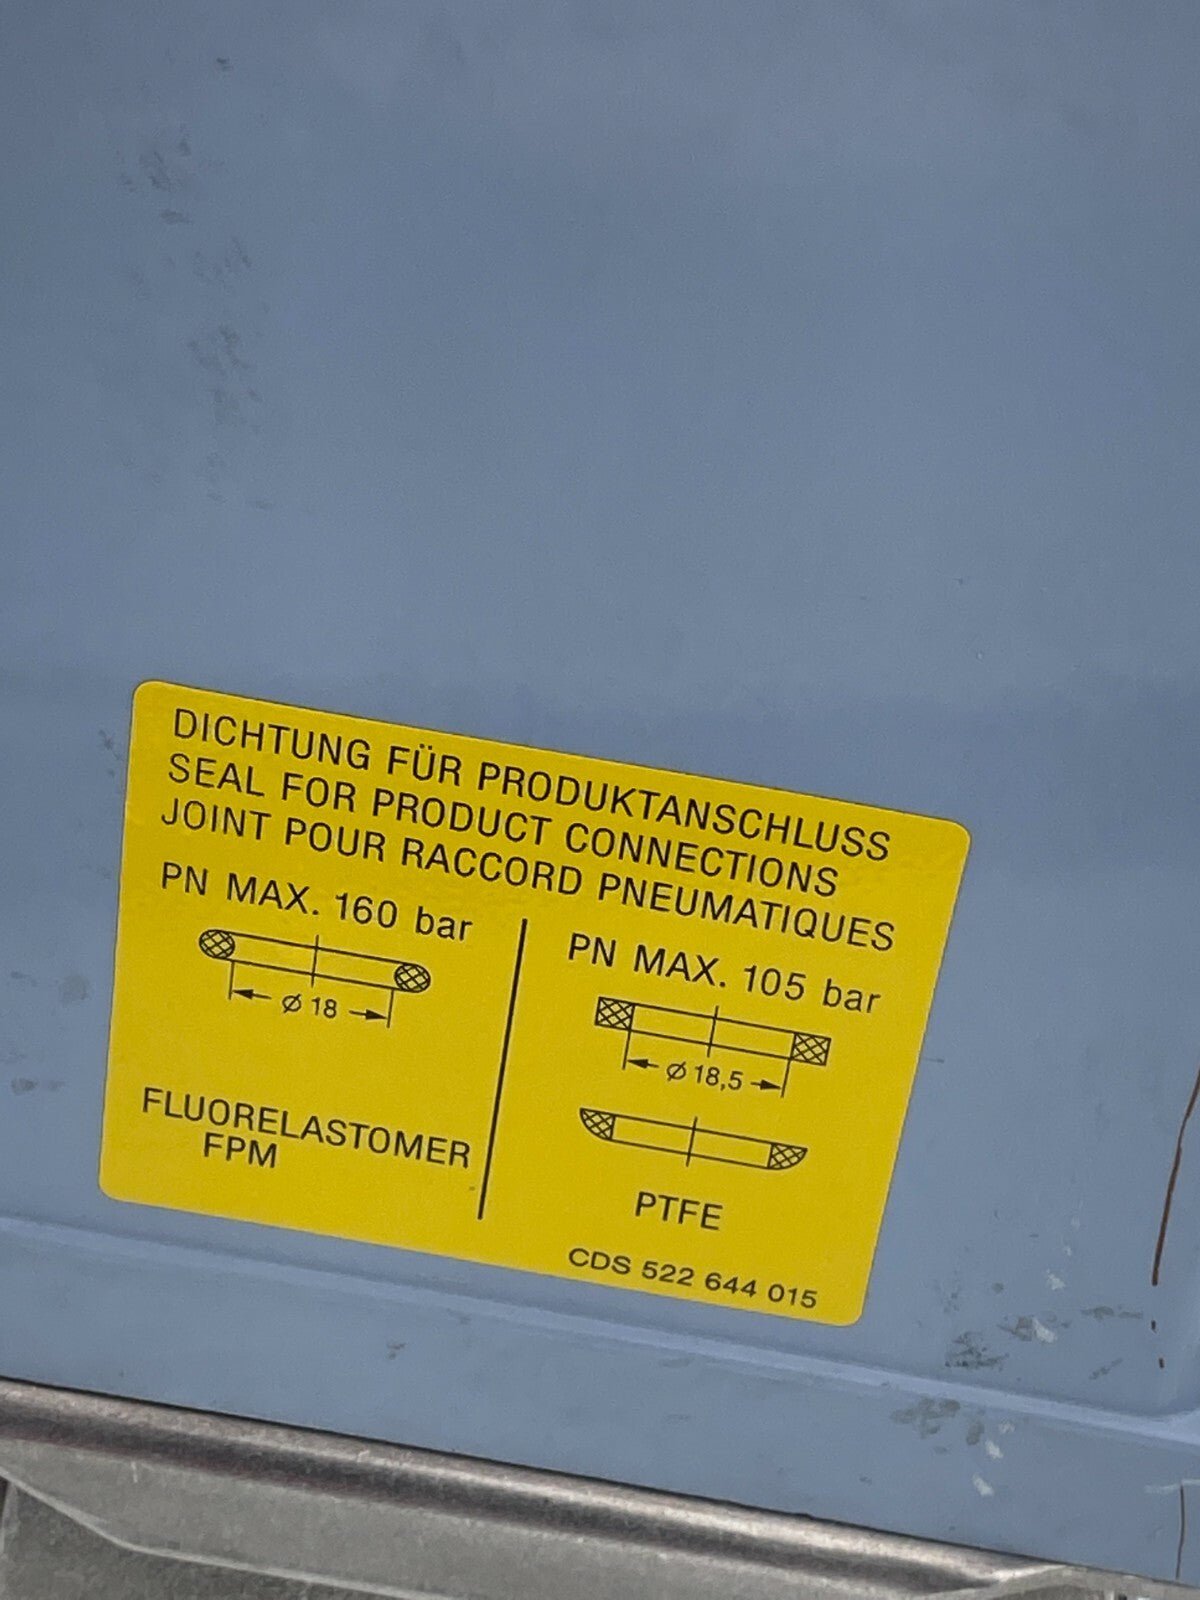 DICHTUNG FÜR PRODUKTANSCHLUSS
SEAL FOR PRODUCT CONNECTIONS
JOINT POUR RACCORD PNEUMATIQUES
PN MAX. 160 bar
ø 18
FLUORELASTOMER
FPM
PN MAX. 105 bar
ø 18,5
PTFE
CDS 522 644 015